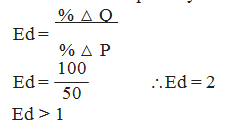 Ed = % △ Q / % △ P
Ed = 100 / 50 ∴Ed = 2
Ed > 1